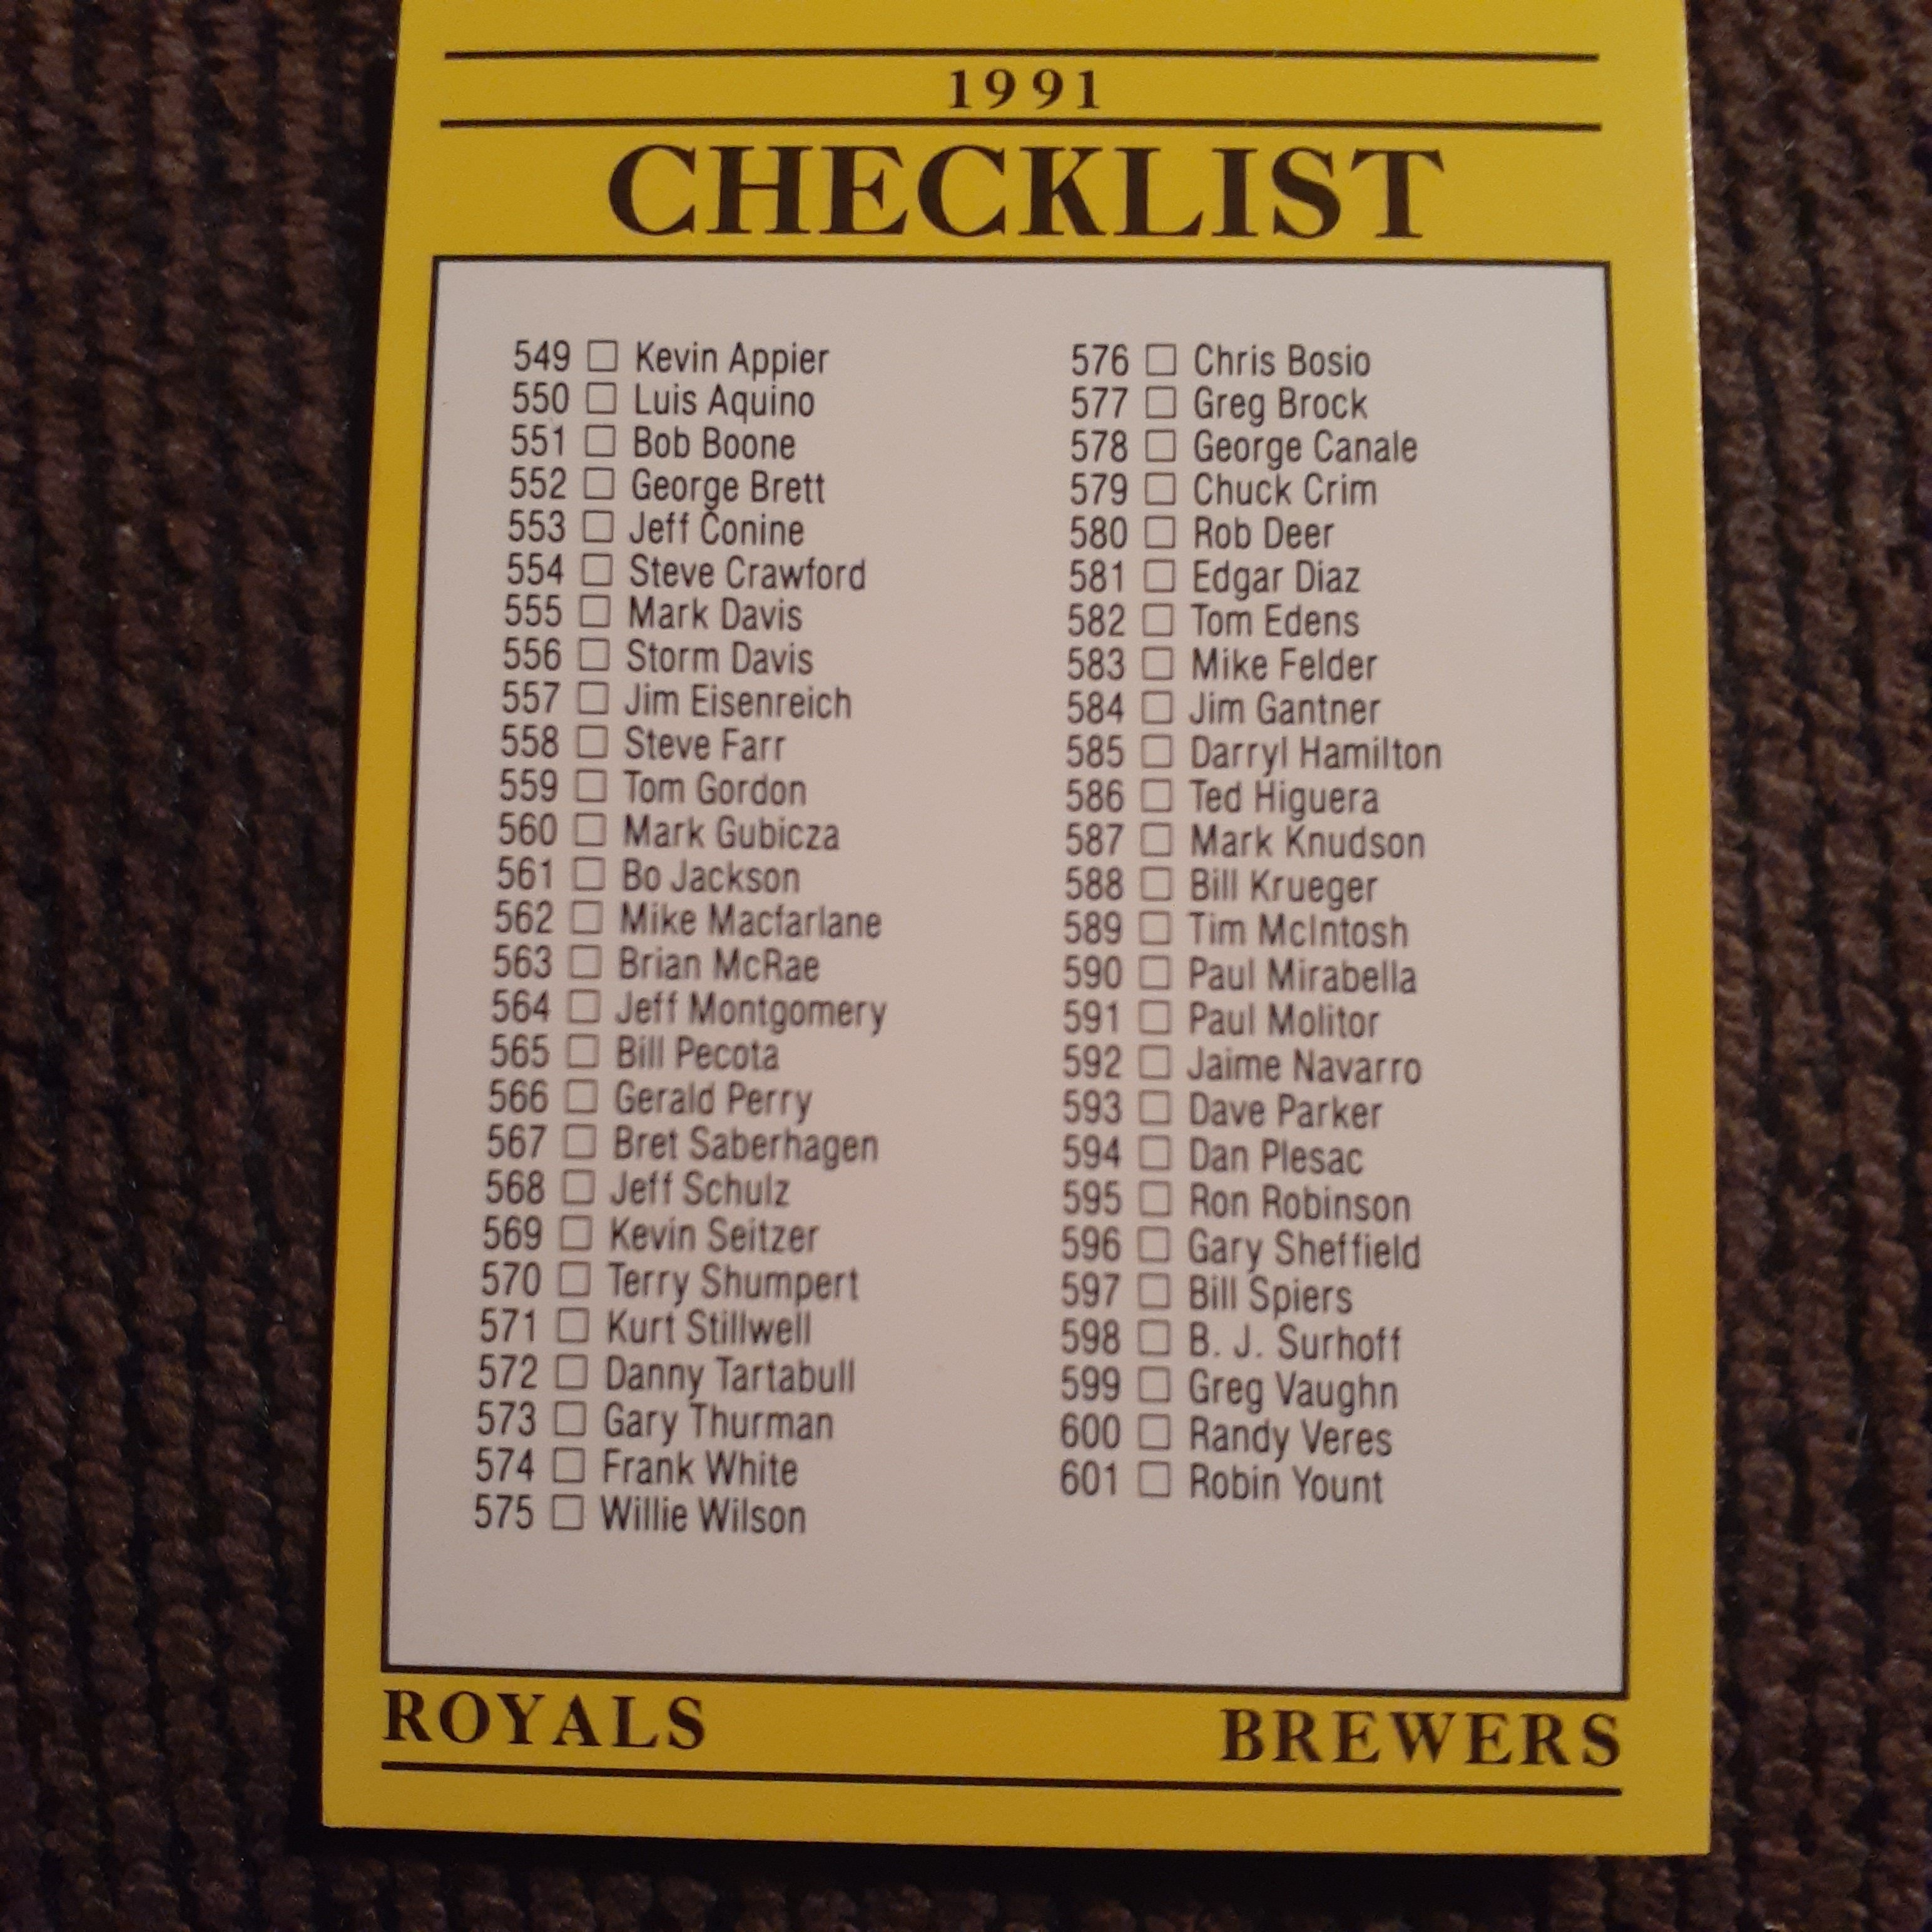 1991
CHECKLIST
549 □ Kevin Appier
550 □ Luis Aquino
551 □ Bob Boone
552 □ George Brett
553 □ Jeff Conine
554 □ Steve Crawford
555 □ Mark Davis
556 □ Storm Davis
557 □ Jim Eisenreich
558 □ Steve Farr
559 □ Tom Gordon
560 □ Mark Gubicza
561 □ Bo Jackson
562 □ Mike Macfarlane
563 □ Brian McRae
564 □ Jeff Montgomery
565 □ Bill Pecota
566 □ Gerald Perry
567 □ Bret Saberhagen
568 □ Jeff Schulz
569 □ Kevin Seitzer
570 □ Terry Shumpert
571 □ Kurt Stillwell
572 □ Danny Tartabull
573 □ Gary Thurman
574 □ Frank White
575 □ Willie Wilson
576 □ Chris Bosio
577 □ Greg Brock
578 □ George Canale
579 □ Chuck Crim
580 □ Rob Deer
581 □ Edgar Diaz
582 □ Tom Edens
583 □ Mike Felder
584 □ Jim Gantner
585 □ Darryl Hamilton
586 □ Ted Higuera
587 □ Mark Knudson
588 □ Bill Krueger
589 □ Tim McIntosh
590 □ Paul Mirabella
591 □ Paul Molitor
592 □ Jaime Navarro
593 □ Dave Parker
594 □ Dan Plesac
595 □ Ron Robinson
596 □ Gary Sheffield
597 □ Bill Spiers
598 □ B. J. Surhoff
599 □ Greg Vaughn
600 □ Randy Veres
601 □ Robin Yount
ROYALS
BREWERS